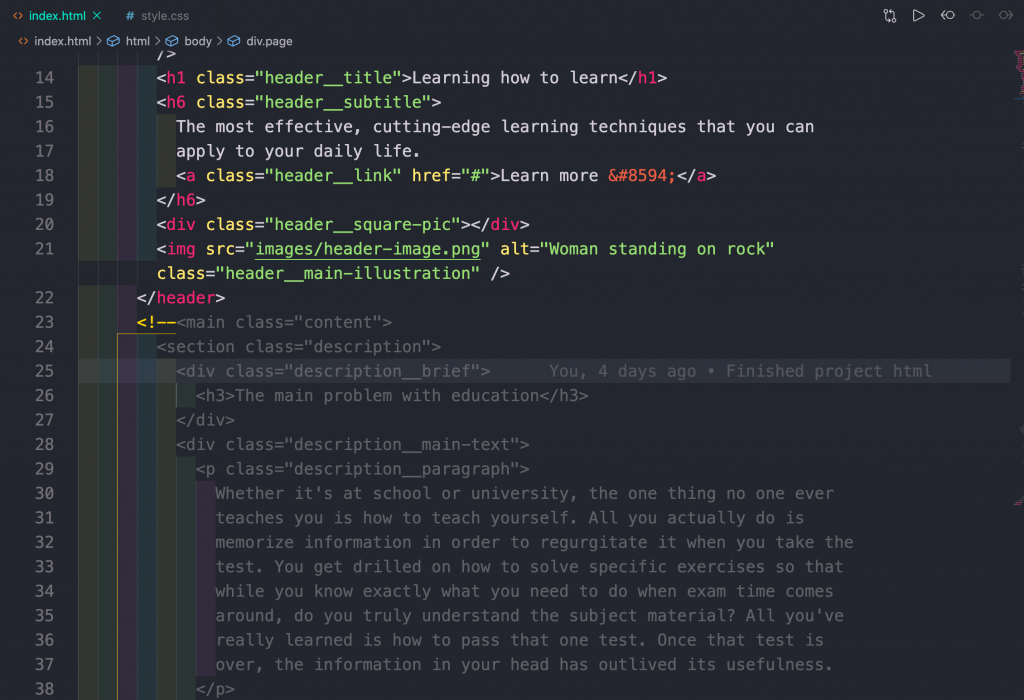 index.html
style.css
index.html > html > body > div.page
/>
14 <h1 class="header__title">Learning how to learn</h1>
15 <h6 class="header__subtitle">
16 The most effective, cutting-edge learning techniques that you can
17 apply to your daily life.
18 <a class="header__link" href="#">Learn more &#8594;</a>
19 </h6>
20 <div class="header__square-pic"></div>
21 <img src="images/header-image.png" alt="Woman standing on rock"
class="header__main-illustration" />
22 </header>
23 <!--<main class="content">
24 <section class="description">
25 <div class="description__brief"> You, 4 days ago • Finished project html
26 <h3>The main problem with education</h3>
27 </div>
28 <div class="description__main-text">
29 <p class="description__paragraph">
30 Whether it's at school or university, the one thing no one ever
31 teaches you is how to teach yourself. All you actually do is
32 memorize information in order to regurgitate it when you take the
33 test. You get drilled on how to solve specific exercises so that
34 while you know exactly what you need to do when exam time comes
35 around, do you truly understand the subject material? All you've
36 really learned is how to pass that one test. Once that test is
37 over, the information in your head has outlived its usefulness.
38 </p>